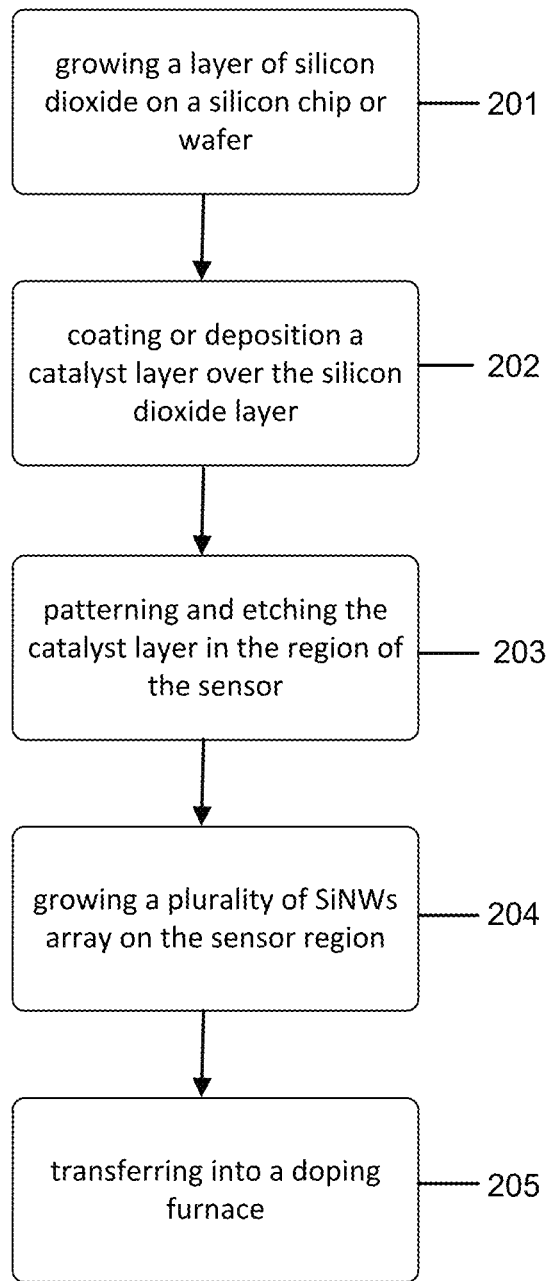 growing a layer of silicon
dioxide on a silicon chip or
wafer
201
coating or deposition a
catalyst layer over the silicon
dioxide layer
202
patterning and etching the
catalyst layer in the region of
the sensor
203
growing a plurality of SiNWs
array on the sensor region
204
transferring into a doping
furnace
205